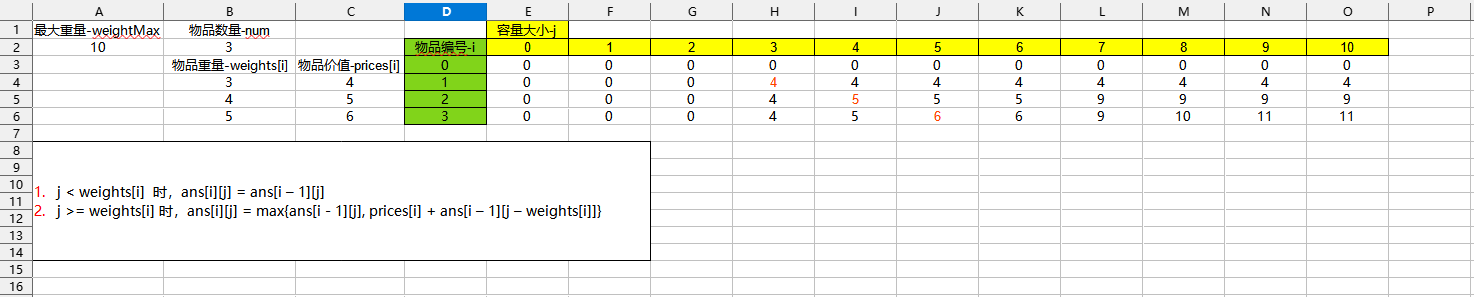 A B C D E F G H I J K L M N O P
1 最大重量-weightMax 物品数量-num 容量大小-j
2 10 3 物品编号-i 0 1 2 3 4 5 6 7 8 9 10
3 物品重量-weights[i] 物品价值-prices[i] 0 0 0 0 0 0 0 0 0 0 0 0
4 3 4 1 0 0 0 4 4 4 4 4 4 4 4
5 4 5 2 0 0 0 4 5 5 5 9 9 9 9
6 5 6 3 0 0 0 4 5 6 6 9 10 11 11
7
8
9
10
11
12
13
14
1. j < weights[i] 时，ans[i][j] = ans[i – 1][j]
2. j >= weights[i] 时，ans[i][j] = max{ans[i - 1][j], prices[i] + ans[i – 1][j – weights[i]]}
15
16